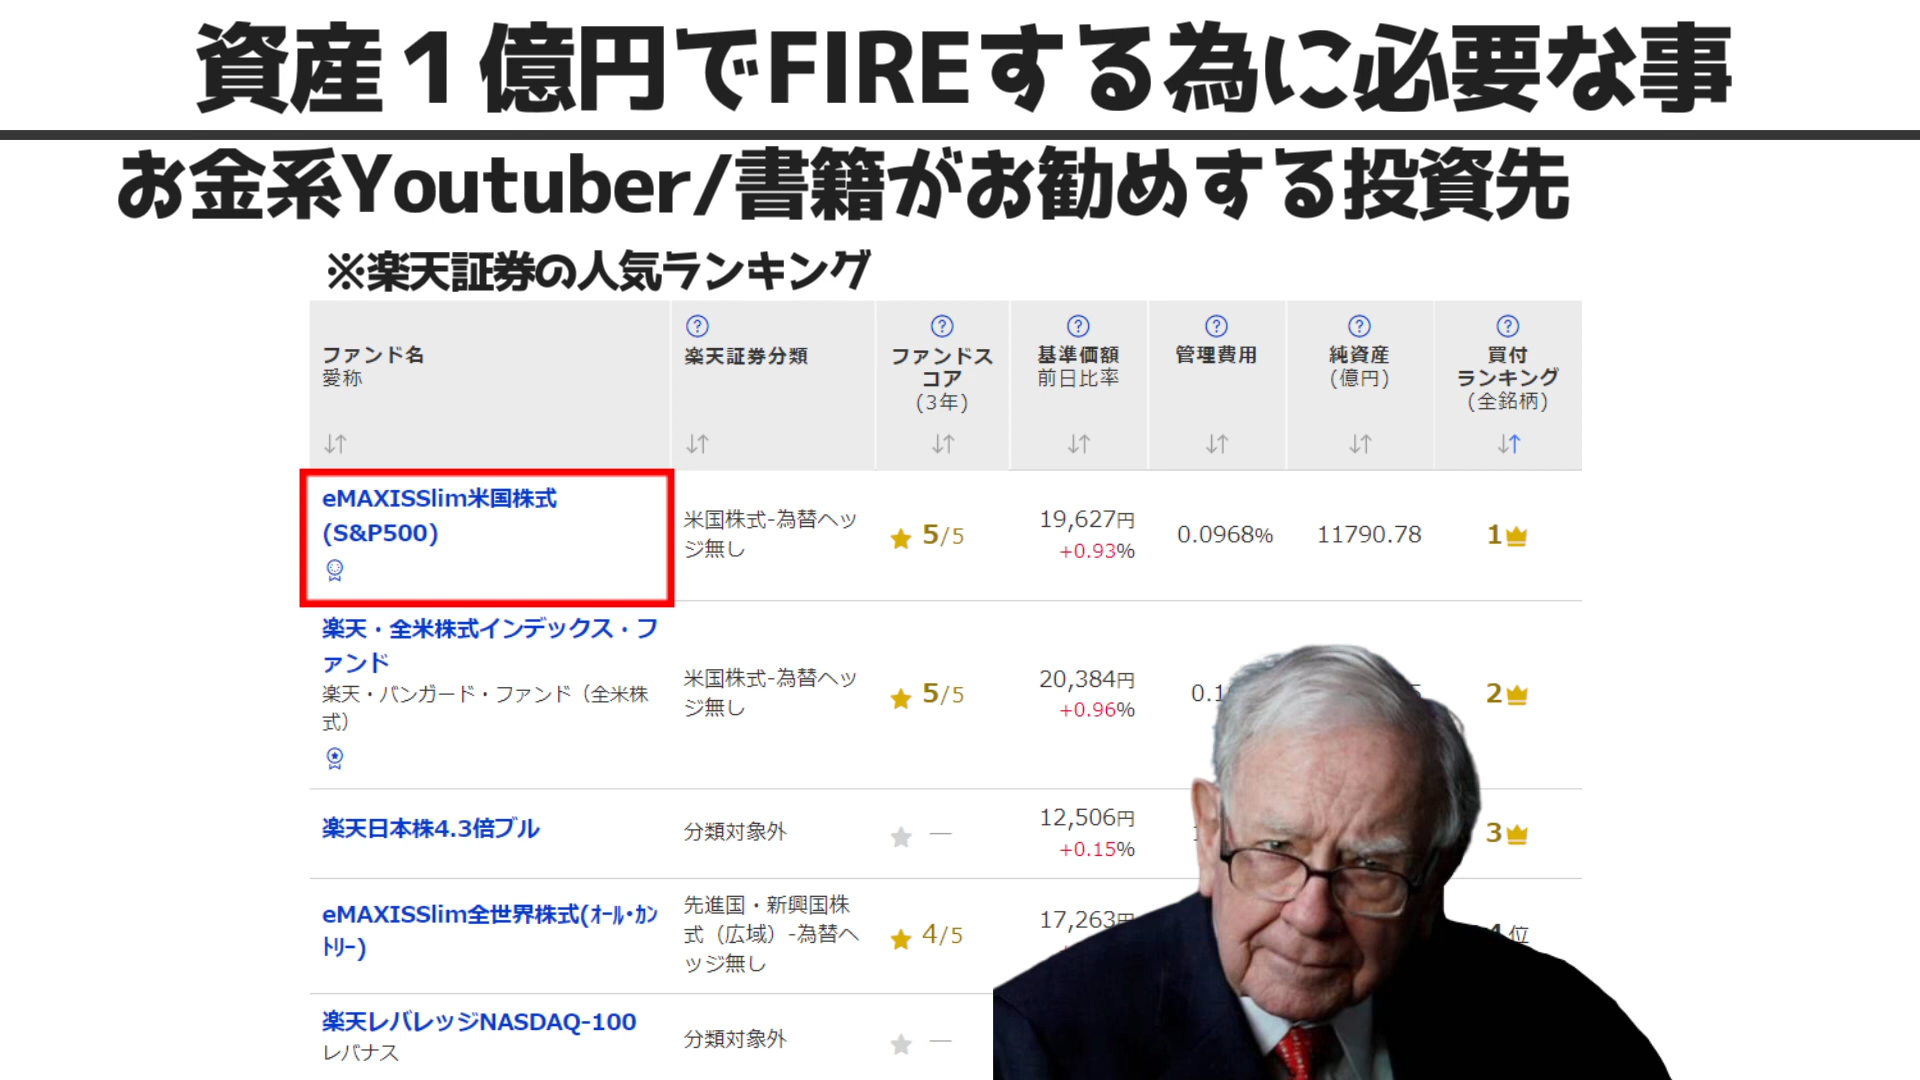 資産１億円でFIREする為に必要な事
お金系Youtuber/書籍がお勧めする投資先
※楽天証券の人気ランキング
ファンド名
愛称
楽天証券分類
ファンドス
コア
(3年)
基準価額
前日比率
管理費用
純資産
(億円)
買付
ランキング
(全銘柄)
eMAXISSlim米国株式
(S&P500)
米国株式-為替ヘッ
ジ無し
5/5
19,627円
+0.93%
0.0968%
11790.78
1
楽天・全米株式インデックス・フ
ァンド
楽天・バンガード・ファンド（全米株
式）
米国株式-為替ヘッ
ジ無し
5/5
20,384円
+0.96%
0.1
2
楽天日本株4.3倍ブル
分類対象外
—
12,506円
+0.15%
3
eMAXISSlim全世界株式(ｵｰﾙ・ｶﾝ
ﾄﾘｰ)
先進国・新興国株
式（広域）-為替ヘ
ッジ無し
4/5
17,263円
位
楽天レバレッジNASDAQ-100
レバナス
分類対象外
—